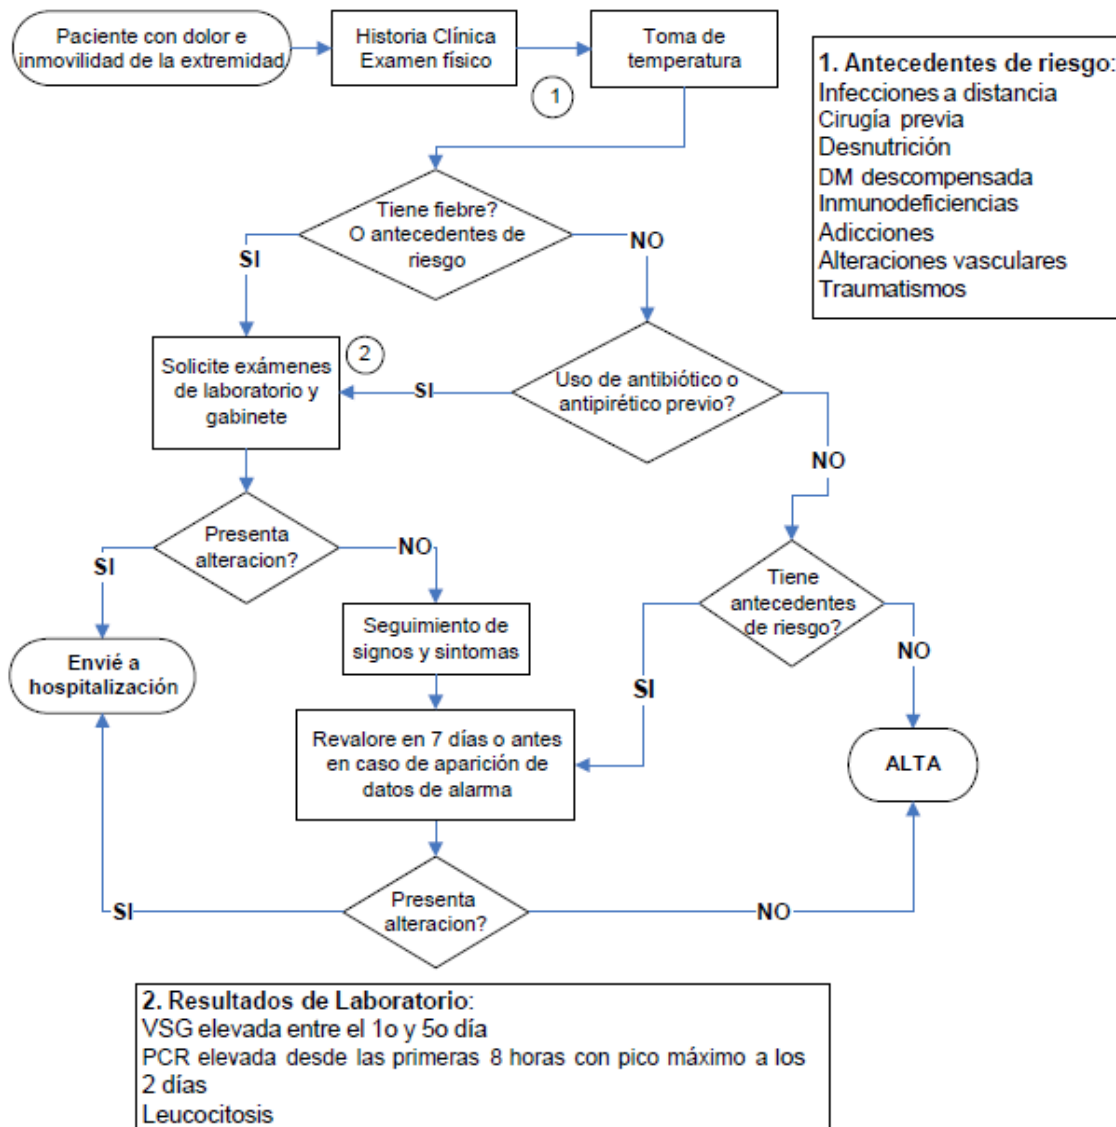 Paciente con dolor e
inmovilidad de la extremidad
Historia Clínica
Examen físico
Toma de
temperatura
1
1. Antecedentes de riesgo:
Infecciones a distancia
Cirugía previa
Desnutrición
DM descompensada
Inmunodeficiencias
Adicciones
Alteraciones vasculares
Traumatismos
Tiene fiebre?
O antecedentes de
riesgo
SI
NO
Solicite exámenes
de laboratorio y
gabinete
2
SI
Uso de antibiótico o
antipirético previo?
NO
Presenta
alteracion?
SI
NO
Tiene
antecedentes
de riesgo?
Seguimiento de
signos y sintomas
Envié a
hospitalización
SI
NO
Revalore en 7 días o antes
en caso de aparición de
datos de alarma
ALTA
Presenta
alteracion?
SI
NO
2. Resultados de Laboratorio:
VSG elevada entre el 1o y 5o día
PCR elevada desde las primeras 8 horas con pico máximo a los
2 días
Leucocitosis